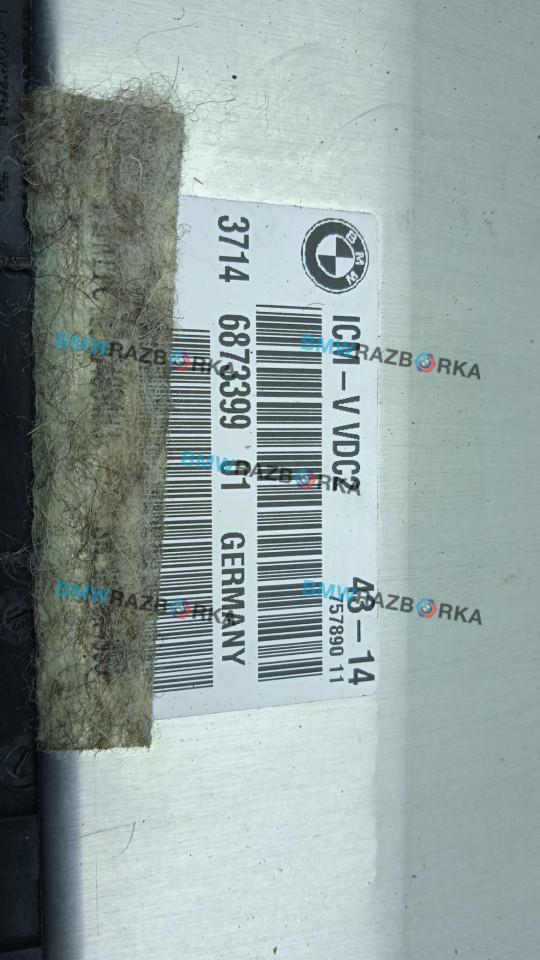 BMW
ICM-V VDC2 43-14
757890 11
3714 6873399 01 GERMANY
BMWRAZBORKA
BMWRAZBORKA
BMWRAZBORKA
BMWRAZBORKA
BMWRAZBORKA